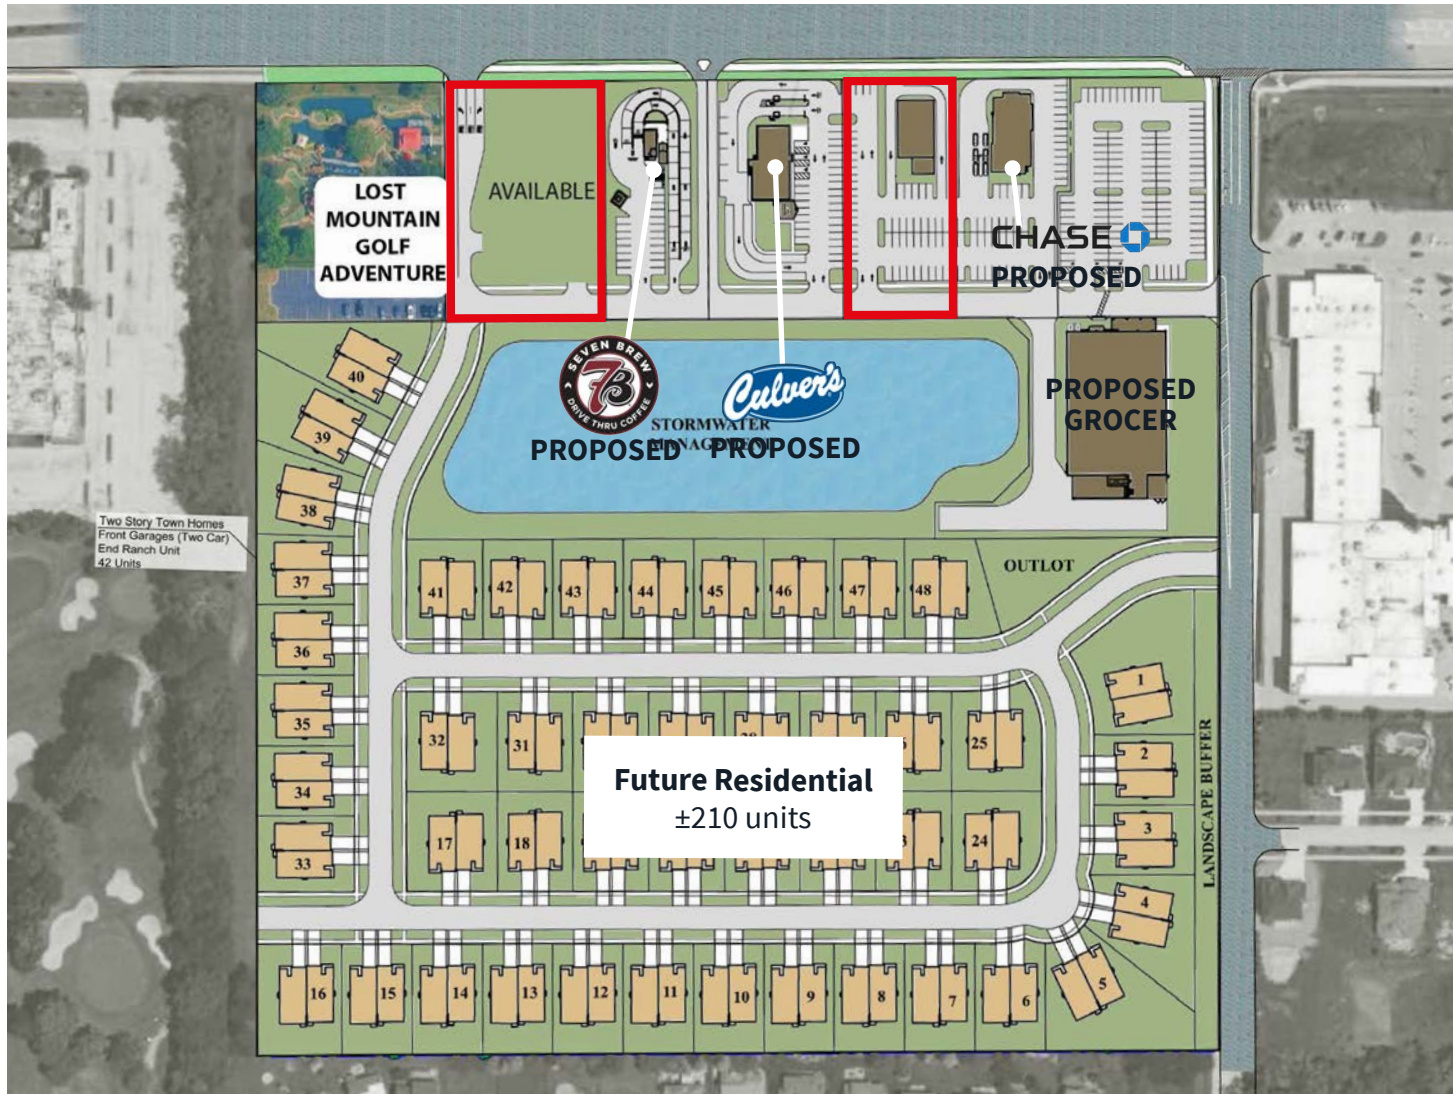 LOST
MOUNTAIN
GOLF
ADVENTURE
AVAILABLE
CHASE
PROPOSED
SEVEN BREW
7B
DRIVE THRU COFFEE
PROPOSED
Culver's
PROPOSED
STORMWATER
MANAGEMENT
PROPOSED
GROCER
Two Story Town Homes
Front Garages (Two Car)
End Ranch Unit
42 Units
OUTLOT
LANDSCAPE BUFFER
40
39
38
37
36
35
34
33
41
42
43
44
45
46
47
48
32
31
25
17
18
24
Future Residential
±210 units
1
2
3
4
5
16
15
14
13
12
11
10
9
8
7
6